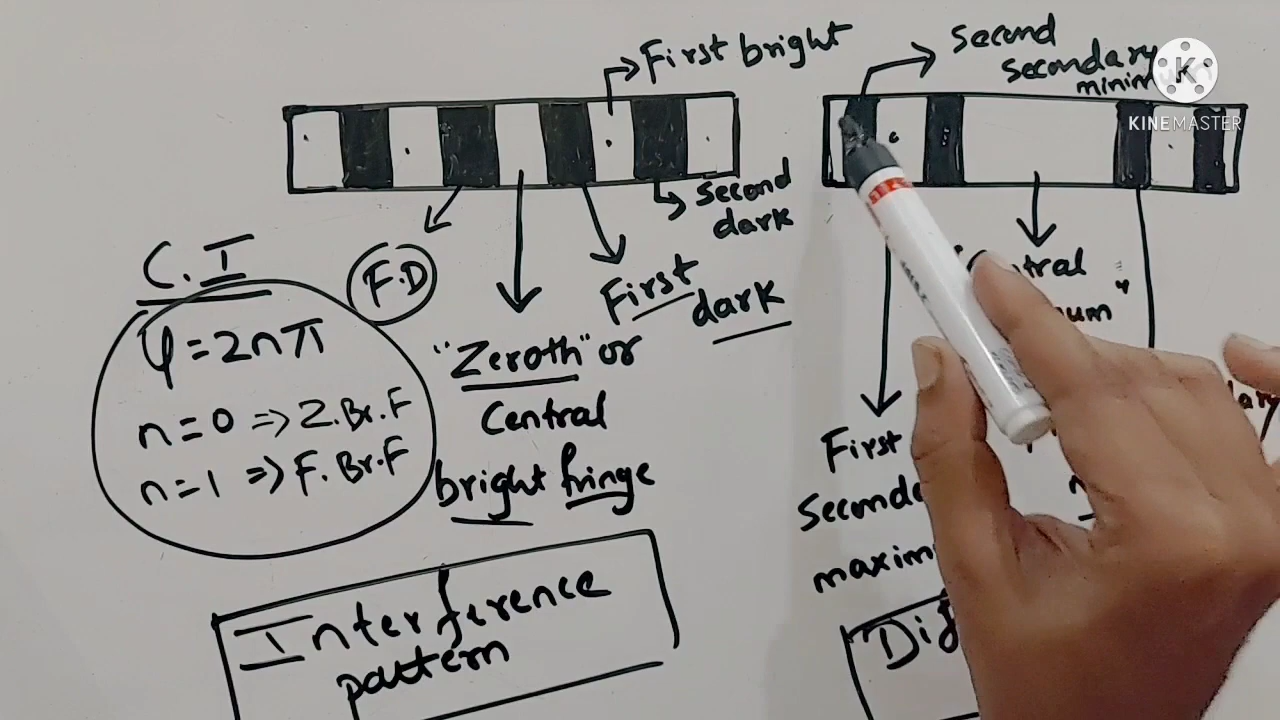 First bright
Second
Secondary
minim
KINEMASTER
Second
dark
C.I
F.D
First
dark
φ=2nπ
n=0 => Z.Br.F
n=1 => F.Br.F
"Zeroth" or
Central
bright fringe
First
maxim
Interference
pattern